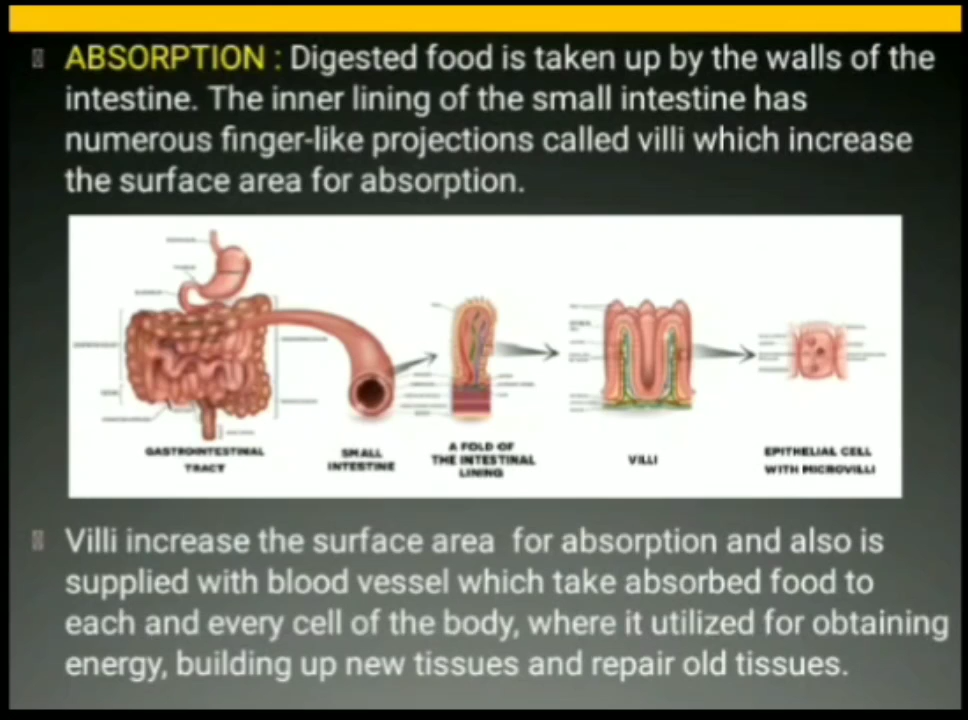 ABSORPTION : Digested food is taken up by the walls of the
intestine. The inner lining of the small intestine has
numerous finger-like projections called villi which increase
the surface area for absorption.
GASTROINTESTINAL
TRACT
SMALL
INTESTINE
A FOLD OF
THE INTESTINAL
LINING
VILLI
EPITHELIAL CELL
WITH MICROVILLI
Villi increase the surface area for absorption and also is
supplied with blood vessel which take absorbed food to
each and every cell of the body, where it utilized for obtaining
energy, building up new tissues and repair old tissues.